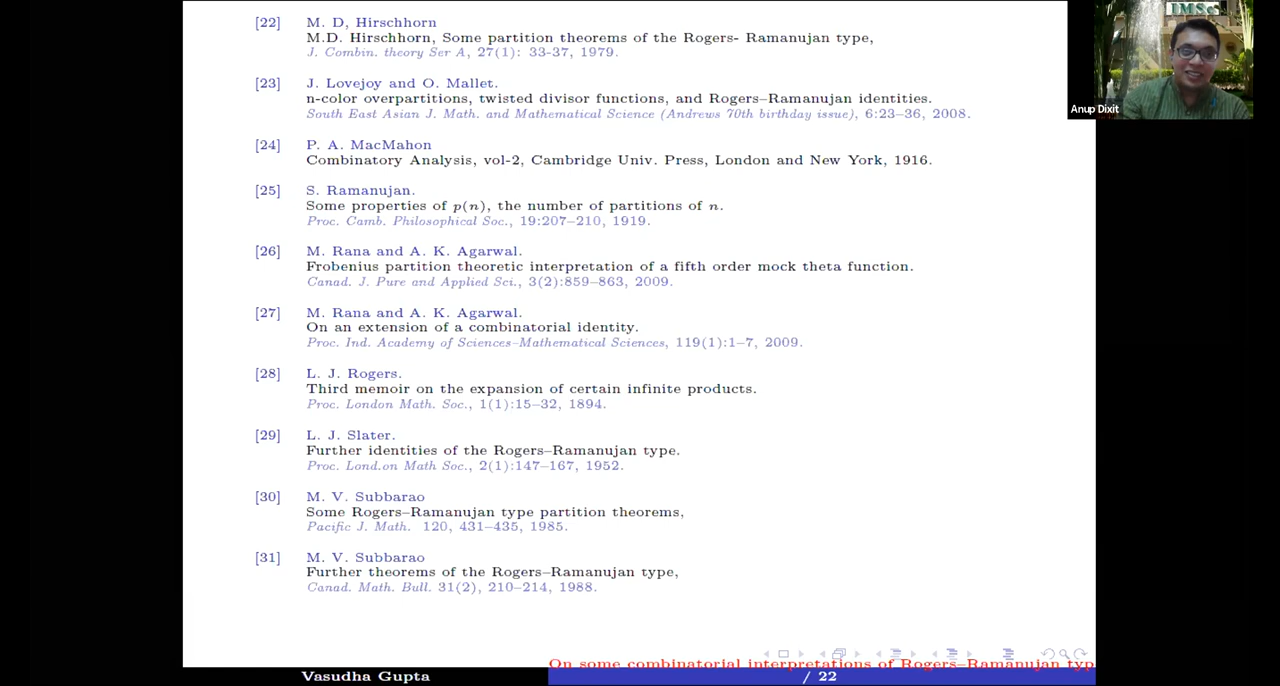 [22] M. D, Hirschhorn
M.D. Hirschhorn, Some partition theorems of the Rogers- Ramanujan type,
J. Combin. theory Ser A, 27(1): 33-37, 1979.
[23] J. Lovejoy and O. Mallet.
n-color overpartitions, twisted divisor functions, and Rogers–Ramanujan identities.
South East Asian J. Math. and Mathematical Science (Andrews 70th birthday issue), 6:23–36, 2008.
[24] P. A. MacMahon
Combinatory Analysis, vol-2, Cambridge Univ. Press, London and New York, 1916.
[25] S. Ramanujan.
Some properties of p(n), the number of partitions of n.
Proc. Camb. Philosophical Soc., 19:207–210, 1919.
[26] M. Rana and A. K. Agarwal.
Frobenius partition theoretic interpretation of a fifth order mock theta function.
Canad. J. Pure and Applied Sci., 3(2):859–863, 2009.
[27] M. Rana and A. K. Agarwal.
On an extension of a combinatorial identity.
Proc. Ind. Academy of Sciences–Mathematical Sciences, 119(1):1–7, 2009.
[28] L. J. Rogers.
Third memoir on the expansion of certain infinite products.
Proc. London Math. Soc., 1(1):15–32, 1894.
[29] L. J. Slater.
Further identities of the Rogers–Ramanujan type.
Proc. Lond.on Math Soc., 2(1):147–167, 1952.
[30] M. V. Subbarao
Some Rogers–Ramanujan type partition theorems,
Pacific J. Math. 120, 431–435, 1985.
[31] M. V. Subbarao
Further theorems of the Rogers–Ramanujan type,
Canad. Math. Bull. 31(2), 210–214, 1988.
On some combinatorial interpretations of Rogers–Ramanujan typ
Vasudha Gupta
/ 22
IMSc
Anup Dixit